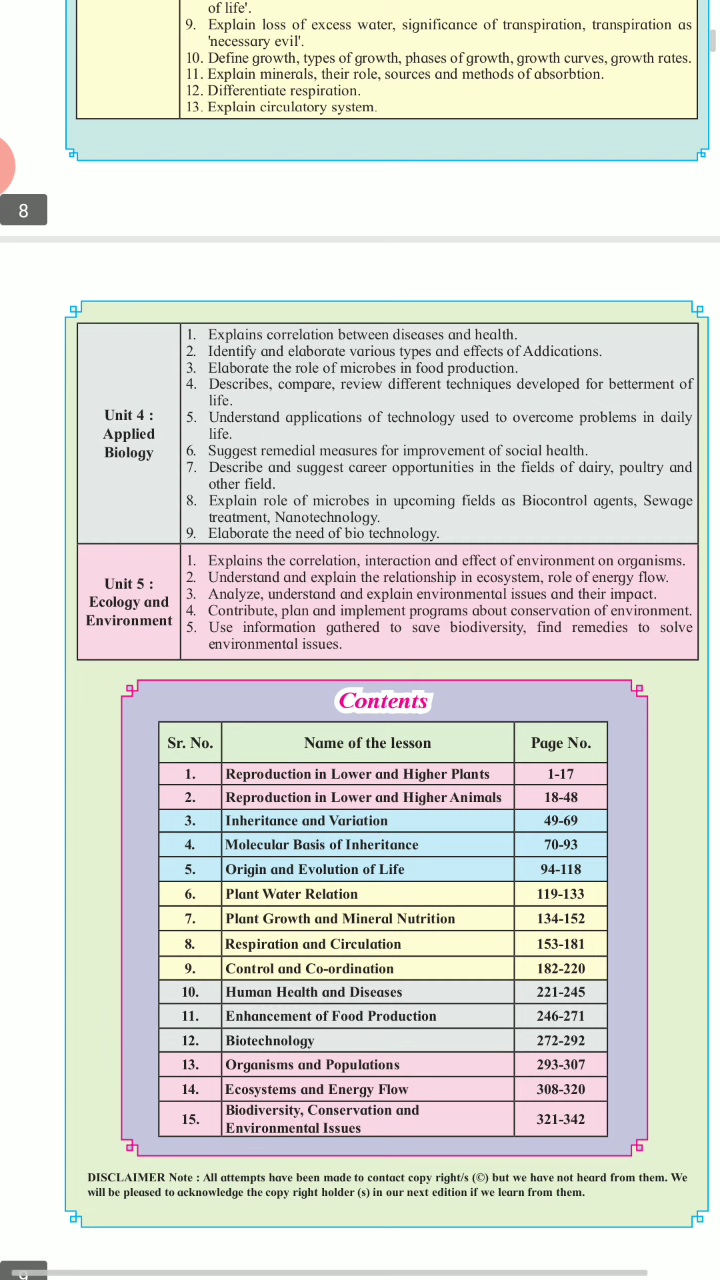 of life'.
9. Explain loss of excess water, significance of transpiration, transpiration as
'necessary evil'.
10. Define growth, types of growth, phases of growth, growth curves, growth rates.
11. Explain minerals, their role, sources and methods of absorbtion.
12. Differentiate respiration.
13. Explain circulatory system.
8
Unit 4 :
Applied
Biology
1. Explains correlation between diseases and health.
2. Identify and elaborate various types and effects of Addications.
3. Elaborate the role of microbes in food production.
4. Describes, compare, review different techniques developed for betterment of
life.
5. Understand applications of technology used to overcome problems in daily
life.
6. Suggest remedial measures for improvement of social health.
7. Describe and suggest career opportunities in the fields of dairy, poultry and
other field.
8. Explain role of microbes in upcoming fields as Biocontrol agents, Sewage
treatment, Nanotechnology.
9. Elaborate the need of bio technology.
Unit 5 :
Ecology and
Environment
1. Explains the correlation, interaction and effect of environment on organisms.
2. Understand and explain the relationship in ecosystem, role of energy flow.
3. Analyze, understand and explain environmental issues and their impact.
4. Contribute, plan and implement programs about conservation of environment.
5. Use information gathered to save biodiversity, find remedies to solve
environmental issues.
Contents
Sr. No. Name of the lesson Page No.
1. Reproduction in Lower and Higher Plants 1-17
2. Reproduction in Lower and Higher Animals 18-48
3. Inheritance and Variation 49-69
4. Molecular Basis of Inheritance 70-93
5. Origin and Evolution of Life 94-118
6. Plant Water Relation 119-133
7. Plant Growth and Mineral Nutrition 134-152
8. Respiration and Circulation 153-181
9. Control and Co-ordination 182-220
10. Human Health and Diseases 221-245
11. Enhancement of Food Production 246-271
12. Biotechnology 272-292
13. Organisms and Populations 293-307
14. Ecosystems and Energy Flow 308-320
15. Biodiversity, Conservation and
Environmental Issues 321-342
DISCLAIMER Note : All attempts have been made to contact copy right/s (©) but we have not heard from them. We
will be pleased to acknowledge the copy right holder (s) in our next edition if we learn from them.
9